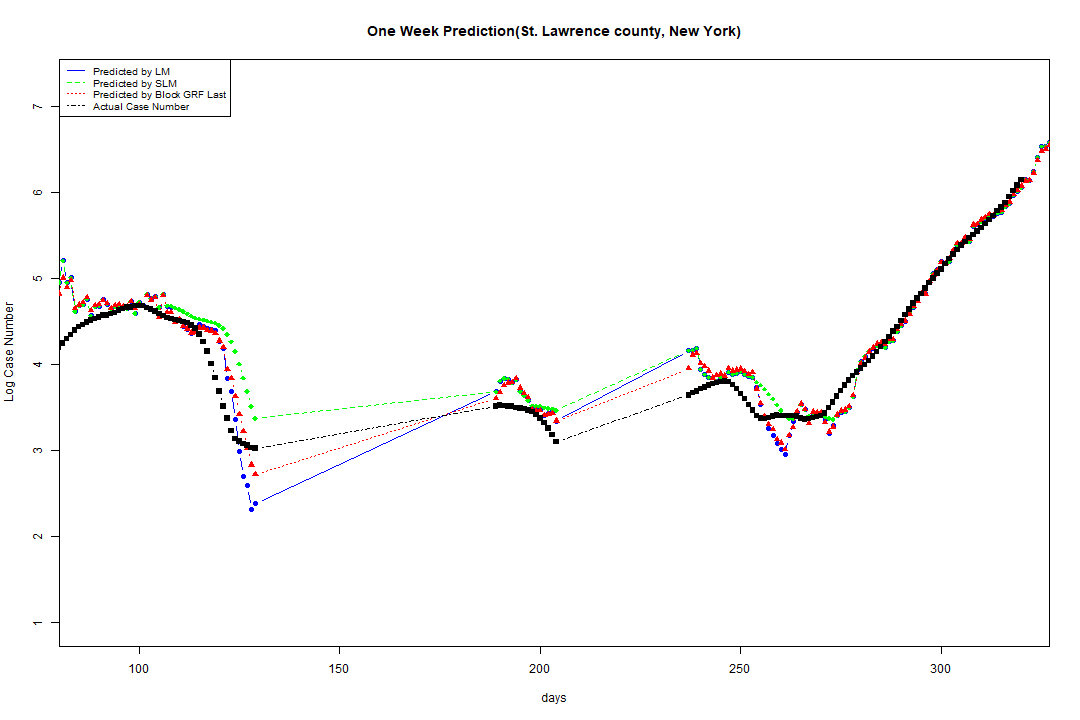 One Week Prediction(St. Lawrence county, New York)
Predicted by LM
Predicted by SLM
Predicted by Block GRF Last
Actual Case Number
7
6
5
4
3
2
1
Log Case Number
100 150 200 250 300
days